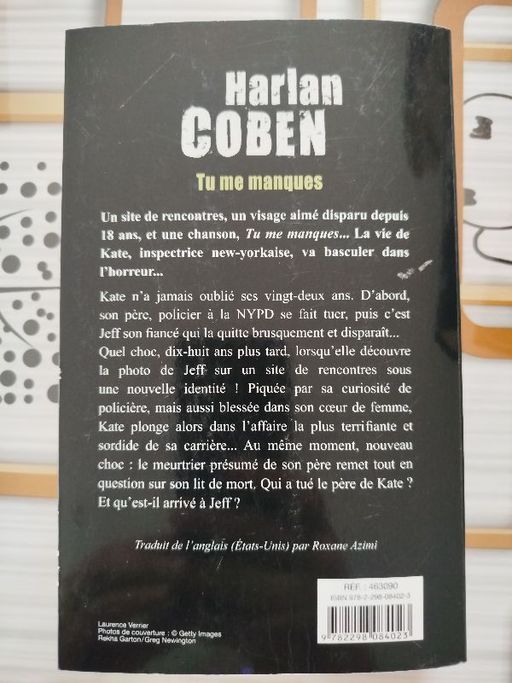 Harlan
COBEN
Tu me manques
Un site de rencontres, un visage aimé disparu depuis
18 ans, et une chanson, Tu me manques... La vie de
Kate, inspectrice new-yorkaise, va basculer dans
l'horreur...
Kate n'a jamais oublié ses vingt-deux ans. D'abord,
son père, policier à la NYPD se fait tuer, puis c'est
Jeff son fiancé qui la quitte brusquement et disparaît...
Quel choc, dix-huit ans plus tard, lorsqu'elle découvre
la photo de Jeff sur un site de rencontres sous
une nouvelle identité ! Piquée par sa curiosité de
policière, mais aussi blessée dans son cœur de femme,
Kate plonge alors dans l'affaire la plus terrifiante et
sordide de sa carrière... Au même moment, nouveau
choc : le meurtrier présumé de son père remet tout en
question sur son lit de mort. Qui a tué le père de Kate ?
Et qu'est-il arrivé à Jeff ?
Traduit de l'anglais (États-Unis) par Roxane Azimi
RÉF. : 463090
ISBN 978-2-298-08402-3
9782298084023
Laurence Verrier
Photos de couverture : © Getty Images
Rekha Garton/Greg Newington